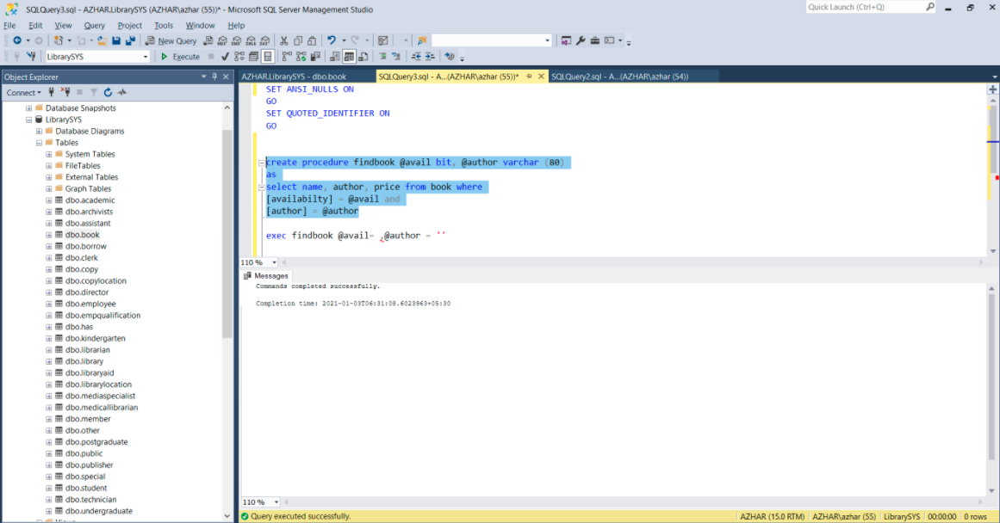 SQLQuery3.sql - AZHAR.LibrarySYS (AZHAR\azhar (55))* - Microsoft SQL Server Management Studio
Quick Launch (Ctrl+Q)
File Edit View Query Project Tools Window Help
New Query
LibrarySYS
Execute
Object Explorer
Connect
Database Snapshots
LibrarySYS
Database Diagrams
Tables
System Tables
FileTables
External Tables
Graph Tables
dbo.academic
dbo.archivists
dbo.assistant
dbo.book
dbo.borrow
dbo.clerk
dbo.copy
dbo.copylocation
dbo.director
dbo.employee
dbo.empqualification
dbo.has
dbo.kindergarten
dbo.librarian
dbo.library
dbo.libraryaid
dbo.librarylocation
dbo.mediaspecialist
dbo.medicallibrarian
dbo.member
dbo.other
dbo.postgraduate
dbo.public
dbo.publisher
dbo.special
dbo.student
dbo.technician
dbo.undergraduate
AZHAR.LibrarySYS - dbo.book
SQLQuery3.sql - A...(AZHAR\azhar (55))*
SQLQuery2.sql - A...(AZHAR\azhar (54))
SET ANSI_NULLS ON
GO
SET QUOTED_IDENTIFIER ON
GO
create procedure findbook @avail bit, @author varchar (80)
as
select name, author, price from book where
[availabilty] = @avail and
[author] = @author
exec findbook @avail= ,@author = ''
110 %
Messages
Commands completed successfully.
Completion time: 2021-01-03T06:31:08.6023963+05:30
110 %
Query executed successfully.
AZHAR (15.0 RTM) AZHAR\azhar (55) LibrarySYS 00:00:00 0 rows